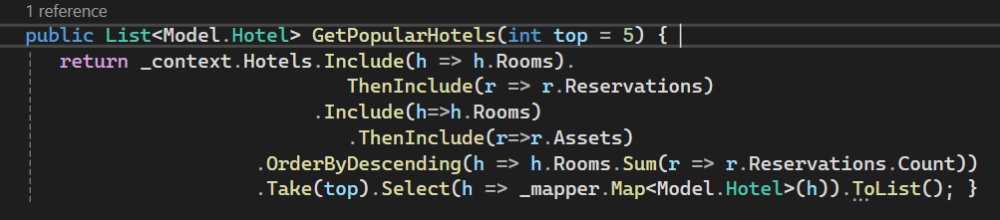 1 reference
public List<Model.Hotel> GetPopularHotels(int top = 5) {
return _context.Hotels.Include(h => h.Rooms).
ThenInclude(r => r.Reservations)
.Include(h=>h.Rooms)
.ThenInclude(r=>r.Assets)
.OrderByDescending(h => h.Rooms.Sum(r => r.Reservations.Count))
.Take(top).Select(h => _mapper.Map<Model.Hotel>(h)).ToList(); }